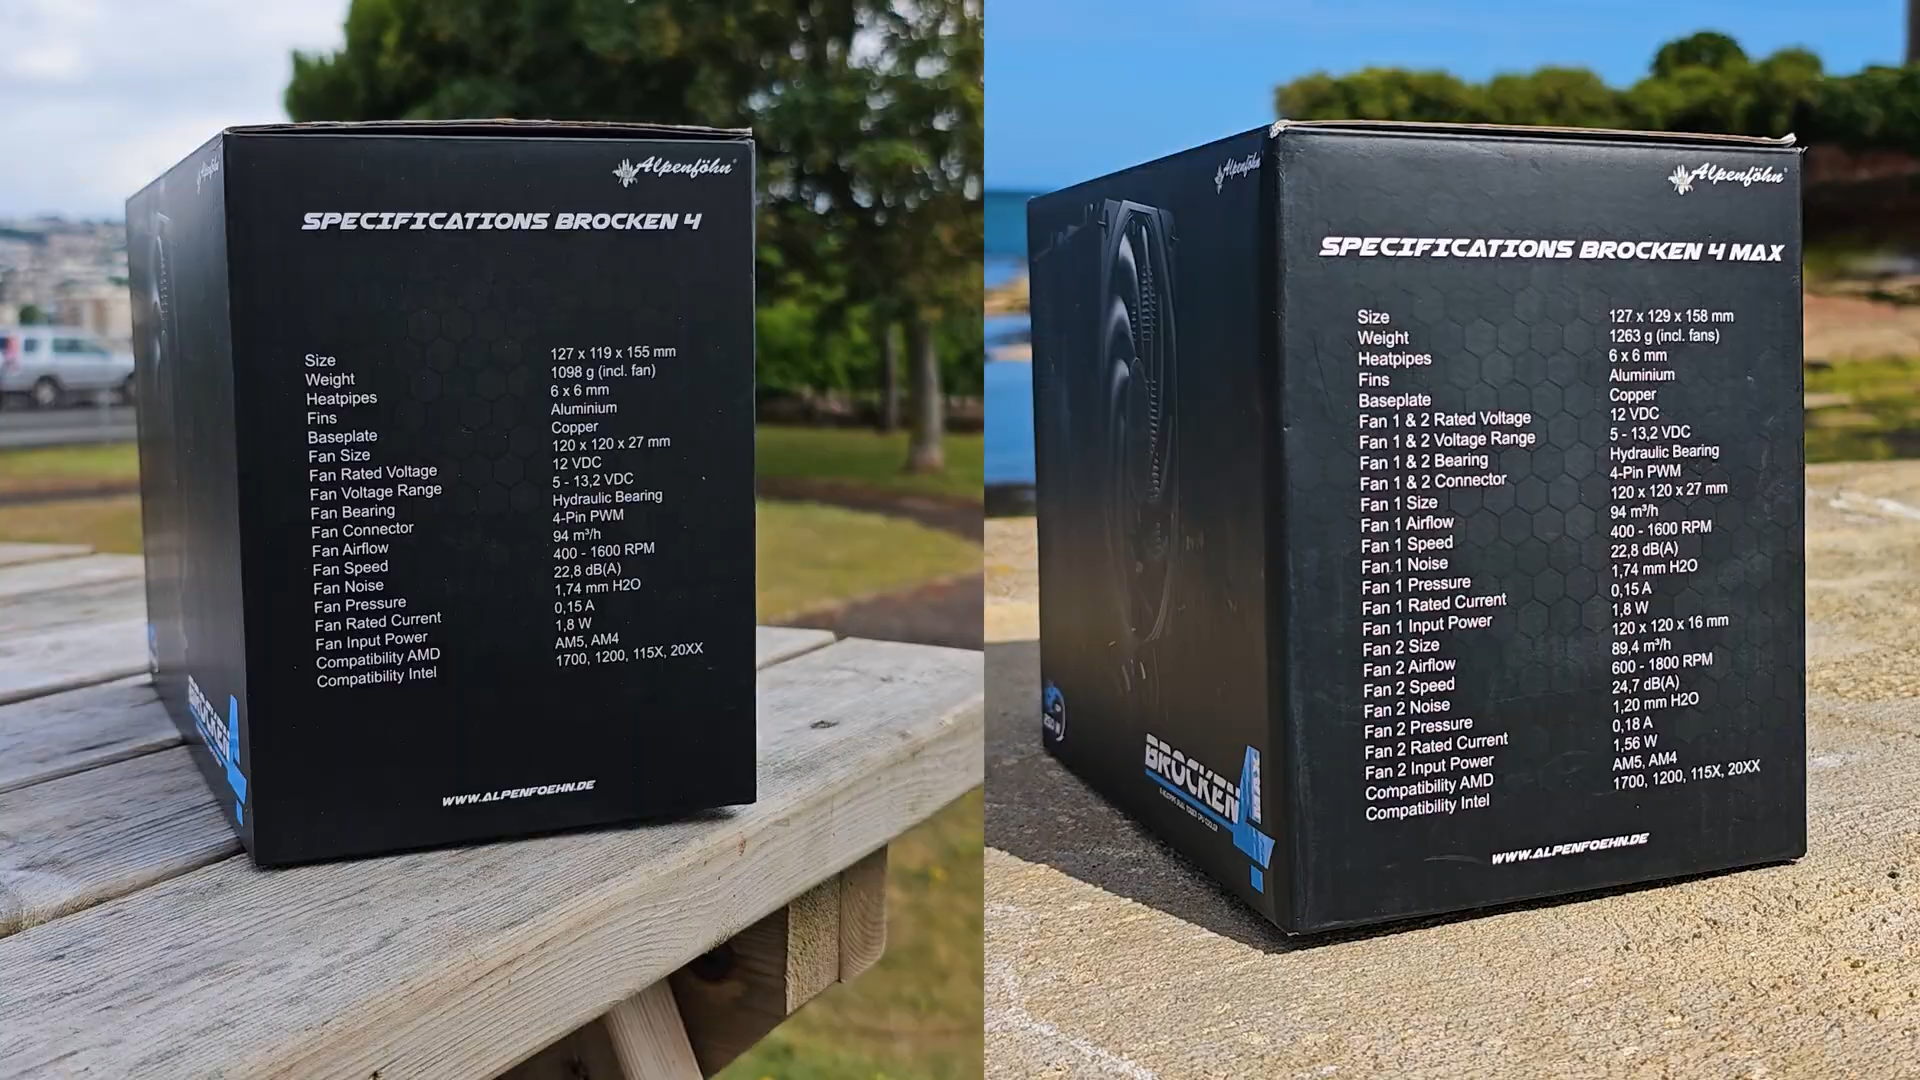 Alpenföhn
Alpenföhn
SPECIFICATIONS BROCKEN 4
Size 127 x 119 x 155 mm
Weight 1098 g (incl. fan)
Heatpipes 6 x 6 mm
Fins Aluminium
Baseplate Copper
Fan Size 120 x 120 x 27 mm
Fan Rated Voltage 12 VDC
Fan Voltage Range 5 - 13,2 VDC
Fan Bearing Hydraulic Bearing
Fan Connector 4-Pin PWM
Fan Airflow 94 m³/h
Fan Speed 400 - 1600 RPM
Fan Noise 22,8 dB(A)
Fan Pressure 1,74 mm H2O
Fan Rated Current 0,15 A
Fan Input Power 1,8 W
Compatibility AMD AM5, AM4
Compatibility Intel 1700, 1200, 115X, 20XX
BROCKEN 4
WWW.ALPENFOEHN.DE
Alpenföhn
Alpenföhn
SPECIFICATIONS BROCKEN 4 MAX
Size 127 x 129 x 158 mm
Weight 1263 g (incl. fans)
Heatpipes 6 x 6 mm
Fins Aluminium
Baseplate Copper
Fan 1 & 2 Rated Voltage 12 VDC
Fan 1 & 2 Voltage Range 5 - 13,2 VDC
Fan 1 & 2 Bearing Hydraulic Bearing
Fan 1 & 2 Connector 4-Pin PWM
Fan 1 Size 120 x 120 x 27 mm
Fan 1 Airflow 94 m³/h
Fan 1 Speed 400 - 1600 RPM
Fan 1 Noise 22,8 dB(A)
Fan 1 Pressure 1,74 mm H2O
Fan 1 Rated Current 0,15 A
Fan 1 Input Power 1,8 W
Fan 2 Size 120 x 120 x 16 mm
Fan 2 Airflow 89,4 m³/h
Fan 2 Speed 600 - 1800 RPM
Fan 2 Noise 24,7 dB(A)
Fan 2 Pressure 1,20 mm H2O
Fan 2 Rated Current 0,18 A
Fan 2 Input Power 1,56 W
Compatibility AMD AM5, AM4
Compatibility Intel 1700, 1200, 115X, 20XX
BROCKEN 4
WWW.ALPENFOEHN.DE